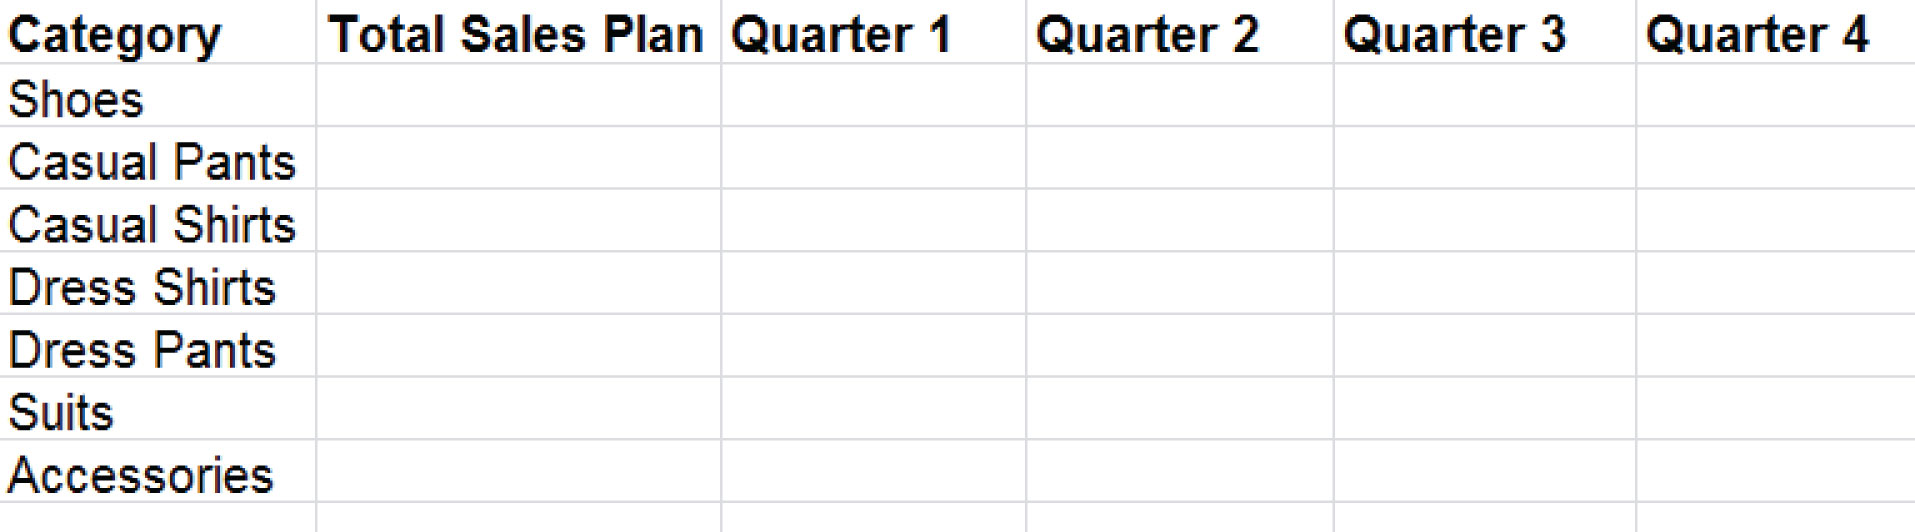 Category Total Sales Plan Quarter 1 Quarter 2 Quarter 3 Quarter 4
Shoes
Casual Pants
Casual Shirts
Dress Shirts
Dress Pants
Suits
Accessories